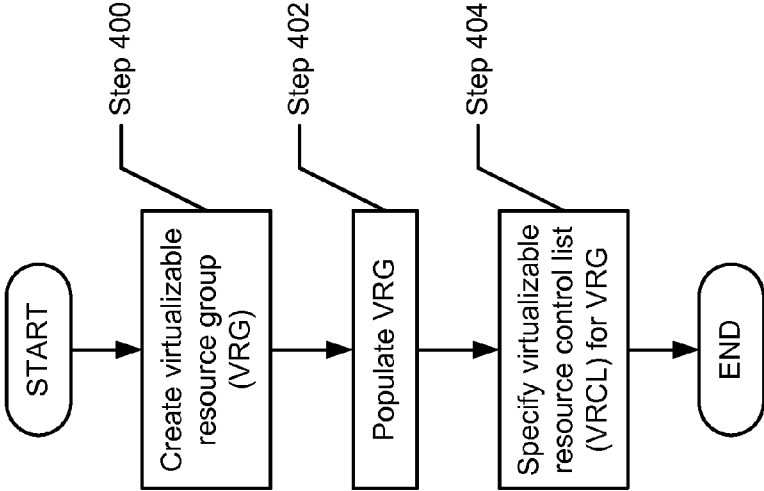 START
Create virtualizable
resource group
(VRG)
Step 400
Populate VRG
Step 402
Specify virtualizable
resource control list
(VRCL) for VRG
Step 404
END